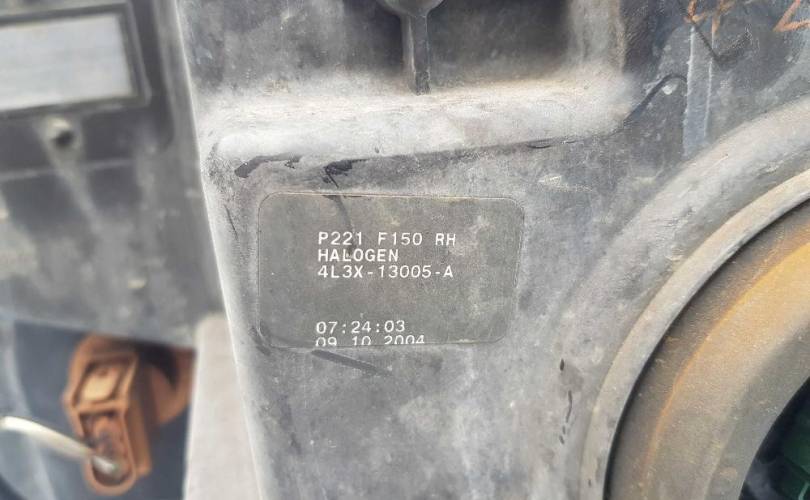 P221 F150 RH
HALOGEN
4L3X-13005-A
07:24:03
09 10 2004